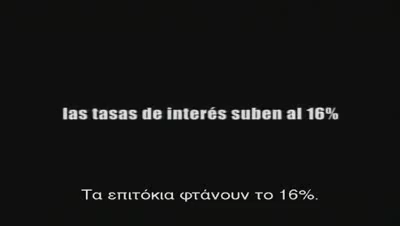 las tasas de interés suben al 16%
Τα επιτόκια φτάνουν το 16%.